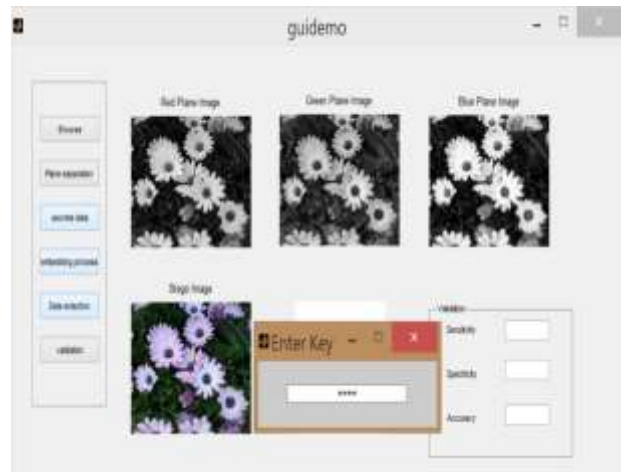 guidemo
Red Plane Image
Green Plane Image
Blue Plane Image
Browse
Plane separation
secrete data
embedding process
Data extaction
validation
Stego Image
Enter Key
****
Validation
Sensitivity
Specificity
Accuracy